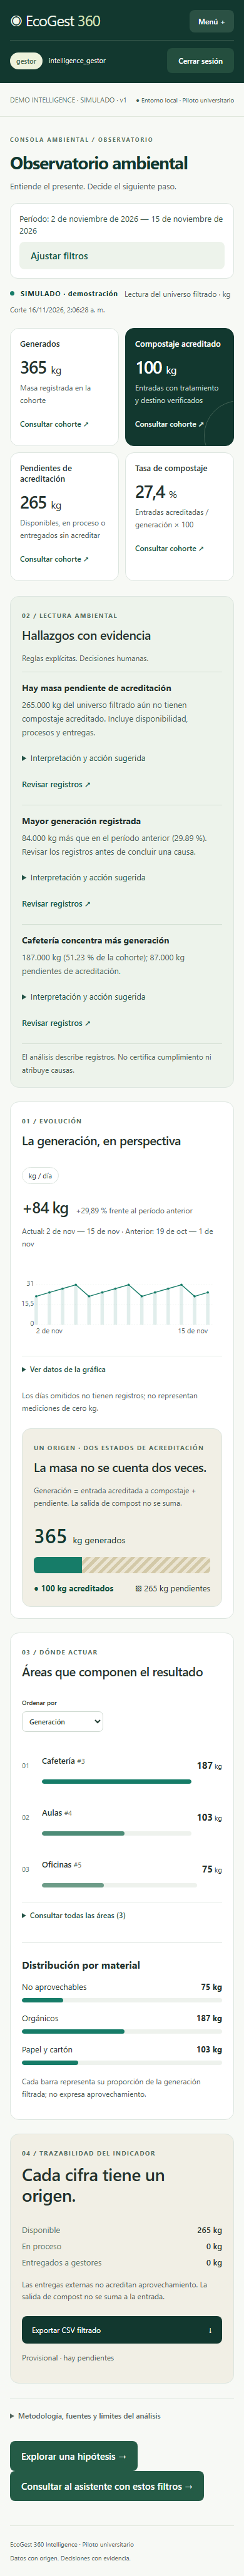 EcoGest 360
Menú +
gestor
intelligence_gestor
Cerrar sesión
DEMO INTELLIGENCE · SIMULADO · v1
● Entorno local · Piloto universitario
CONSOLA AMBIENTAL / OBSERVATORIO
Observatorio ambiental
Entiende el presente. Decide el siguiente paso.
Período: 2 de noviembre de 2026 — 15 de noviembre de
2026
Ajustar filtros
SIMULADO · demostración
Lectura del universo filtrado · kg
Corte 16/11/2026, 2:06:28 a. m.
Generados
365 kg
Masa registrada en la
cohorte
Consultar cohorte ↗
Compostaje acreditado
100 kg
Entradas con tratamiento
y destino verificados
Consultar cohorte ↗
Pendientes de
acreditación
265 kg
Disponibles, en proceso o
entregados sin acreditar
Consultar cohorte ↗
Tasa de compostaje
27,4 %
Entradas acreditadas /
generación × 100
Consultar cohorte ↗
02 / LECTURA AMBIENTAL
Hallazgos con evidencia
Reglas explícitas. Decisiones humanas.
Hay masa pendiente de acreditación
265.000 kg del universo filtrado aún no tienen
compostaje acreditado. Incluye disponibilidad,
procesos y entregas.
▶ Interpretación y acción sugerida
Revisar registros ↗
Mayor generación registrada
84.000 kg más que en el período anterior (29.89 %).
Revisar los registros antes de concluir una causa.
▶ Interpretación y acción sugerida
Revisar registros ↗
Cafetería concentra más generación
187.000 kg (51.23 % de la cohorte); 87.000 kg
pendientes de acreditación.
▶ Interpretación y acción sugerida
Revisar registros ↗
El análisis describe registros. No certifica cumplimiento ni
atribuye causas.
01 / EVOLUCIÓN
La generación, en perspectiva
kg / día
+84 kg
+29,89 % frente al período anterior
Actual: 2 de nov — 15 de nov · Anterior: 19 de oct — 1 de
nov
31
15,5
0
2 de nov
15 de nov
▶ Ver datos de la gráfica
Los días omitidos no tienen registros; no representan
mediciones de cero kg.
UN ORIGEN · DOS ESTADOS DE ACREDITACIÓN
La masa no se cuenta dos veces.
Generación = entrada acreditada a compostaje +
pendiente. La salida de compost no se suma.
365 kg generados
● 100 kg acreditados
▨ 265 kg pendientes
03 / DÓNDE ACTUAR
Áreas que componen el resultado
Ordenar por
Generación
01
Cafetería #3
187 kg
02
Aulas #4
103 kg
03
Oficinas #5
75 kg
▶ Consultar todas las áreas (3)
Distribución por material
No aprovechables
75 kg
Orgánicos
187 kg
Papel y cartón
103 kg
Cada barra representa su proporción de la generación
filtrada; no expresa aprovechamiento.
04 / TRAZABILIDAD DEL INDICADOR
Cada cifra tiene un
origen.
Disponible
265 kg
En proceso
0 kg
Entregados a gestores
0 kg
Las entregas externas no acreditan aprovechamiento. La
salida de compost no se suma a la entrada.
Exportar CSV filtrado
↓
Provisional · hay pendientes
▶ Metodología, fuentes y límites del análisis
Explorar una hipótesis →
Consultar al asistente con estos filtros →
EcoGest 360 Intelligence · Piloto universitario
Datos con origen. Decisiones con evidencia.